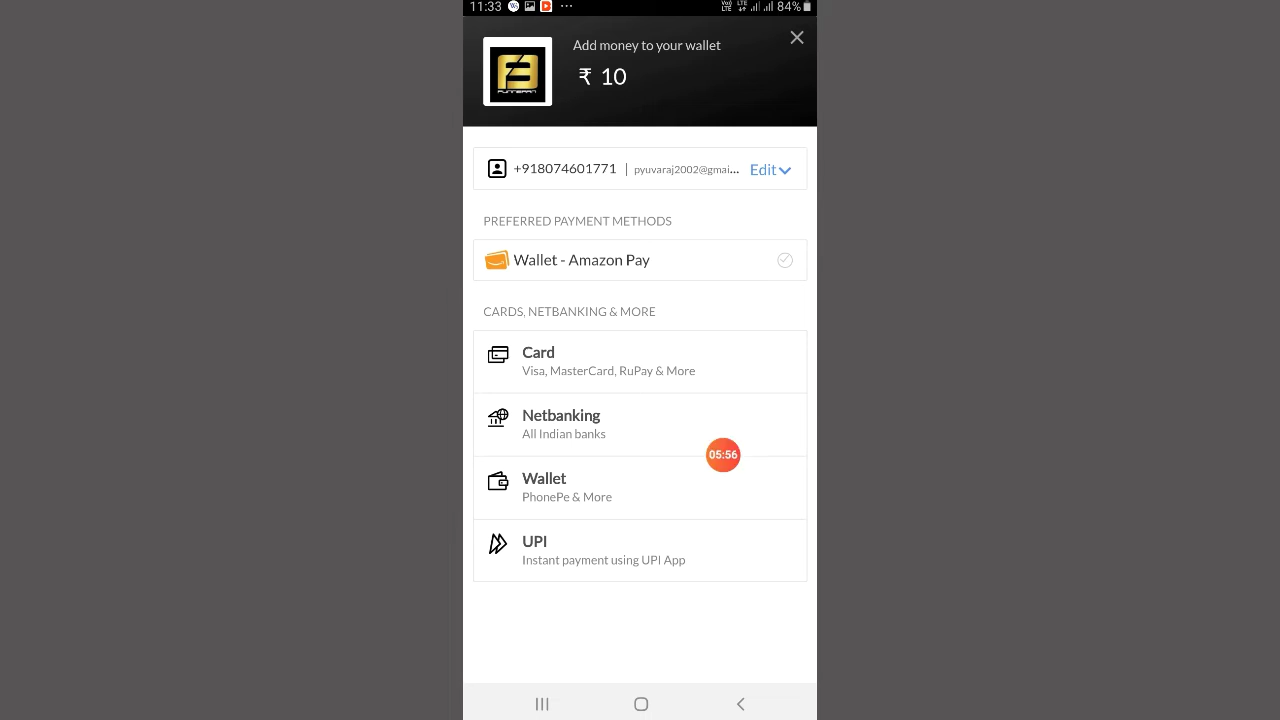 11:33 84%
Add money to your wallet
₹ 10
+918074601771 | pyuvaraj2002@gmai... Edit
PREFERRED PAYMENT METHODS
Wallet - Amazon Pay
CARDS, NETBANKING & MORE
Card
Visa, MasterCard, RuPay & More
Netbanking
All Indian banks
05:56
Wallet
PhonePe & More
UPI
Instant payment using UPI App